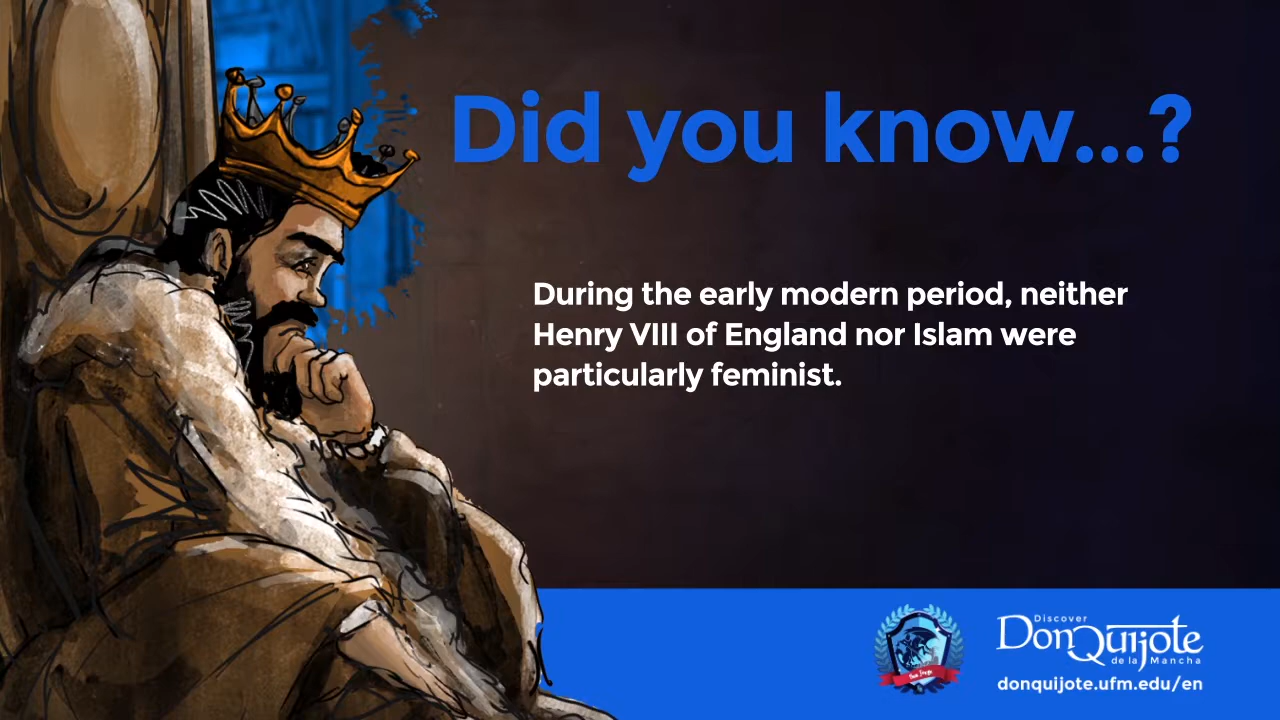 Did you know...?
During the early modern period, neither
Henry VIII of England nor Islam were
particularly feminist.
Discover
DonQuijote
de la Mancha
donquijote.ufm.edu/en